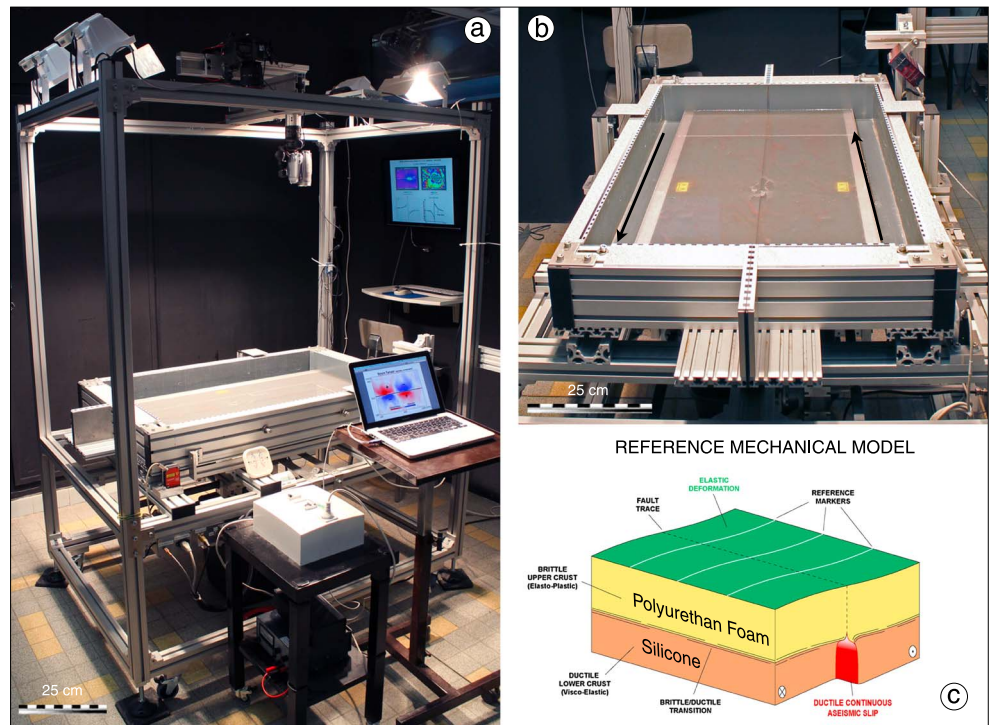 a
25 cm
b
25 cm
REFERENCE MECHANICAL MODEL
ELASTIC
DEFORMATION
FAULT
TRACE
REFERENCE
MARKERS
BRITTLE
UPPER CRUST
(Elasto-Plastic)
Polyurethan Foam
Silicone
DUCTILE
LOWER CRUST
(Visco-Elastic)
BRITTLE/DUCTILE
TRANSITION
DUCTILE CONTINUOUS
ASEISMIC SLIP
c